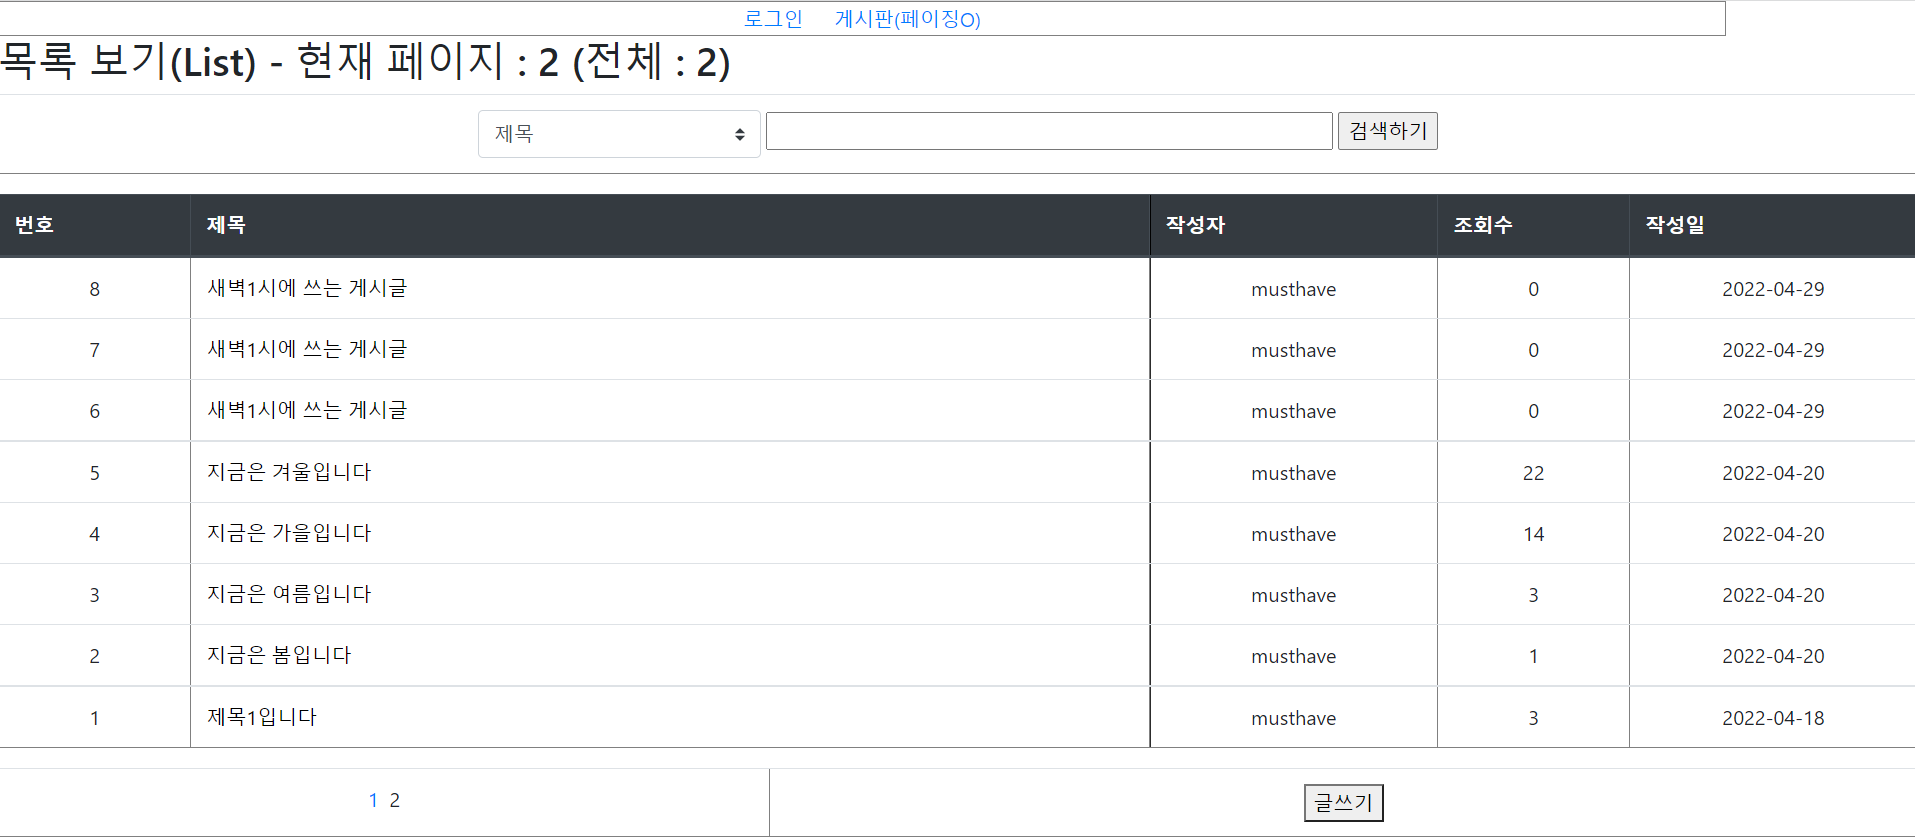 로그인 게시판(페이징O)
목록 보기(List) - 현재 페이지 : 2 (전체 : 2)
제목 검색하기
번호 제목 작성자 조회수 작성일
8 새벽1시에 쓰는 게시글 musthave 0 2022-04-29
7 새벽1시에 쓰는 게시글 musthave 0 2022-04-29
6 새벽1시에 쓰는 게시글 musthave 0 2022-04-29
5 지금은 겨울입니다 musthave 22 2022-04-20
4 지금은 가을입니다 musthave 14 2022-04-20
3 지금은 여름입니다 musthave 3 2022-04-20
2 지금은 봄입니다 musthave 1 2022-04-20
1 제목1입니다 musthave 3 2022-04-18
1 2 글쓰기